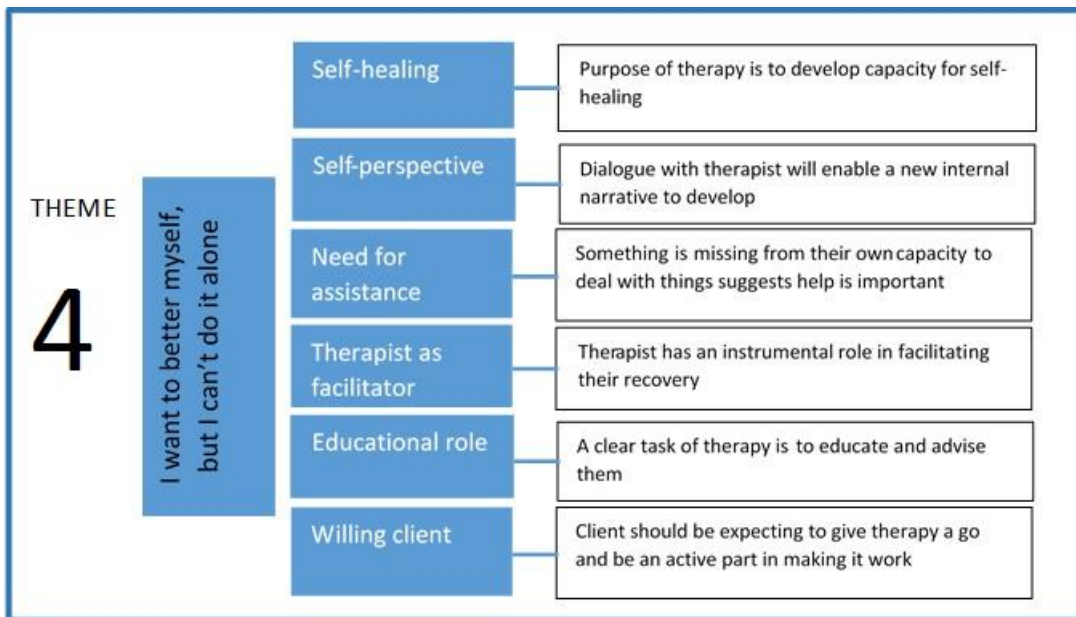 THEME
4
I want to better myself,
but I can't do it alone
Self-healing
Purpose of therapy is to develop capacity for self-
healing
Self-perspective
Dialogue with therapist will enable a new internal
narrative to develop
Need for
assistance
Something is missing from their own capacity to
deal with things suggests help is important
Therapist as
facilitator
Therapist has an instrumental role in facilitating
their recovery
Educational role
A clear task of therapy is to educate and advise
them
Willing client
Client should be expecting to give therapy a go
and be an active part in making it work